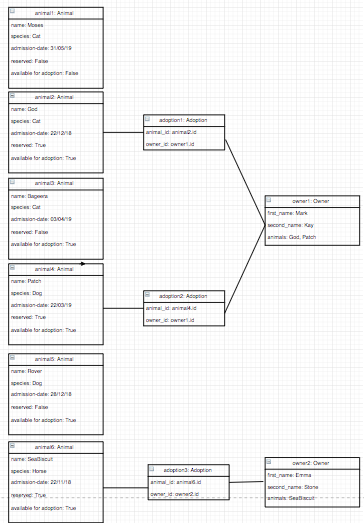 animal1: Animal
name: Moses
species: Cat
admission-date: 31/05/19
reserved: False
available for adoption: False
animal2: Animal
name: God
species: Cat
admission-date: 22/12/18
reserved: True
available for adoption: True
animal3: Animal
name: Bageera
species: Cat
admission-date: 03/04/19
reserved: False
available for adoption: True
animal4: Animal
name: Patch
species: Dog
admission-date: 22/03/19
reserved: True
available for adoption: True
animal5: Animal
name: Rover
species: Dog
admission-date: 28/12/18
reserved: False
available for adoption: True
animal6: Animal
name: SeaBiscuit
species: Horse
admission-date: 22/11/18
reserved: True
available for adoption: True
adoption1: Adoption
animal_id: animal2.id
owner_id: owner1.id
adoption2: Adoption
animal_id: animal4.id
owner_id: owner1.id
adoption3: Adoption
animal_id: animal6.id
owner_id: owner2.id
owner1: Owner
first_name: Mark
second_name: Kay
animals: God, Patch
owner2: Owner
first_name: Emma
second_name: Stone
animals: SeaBiscuit